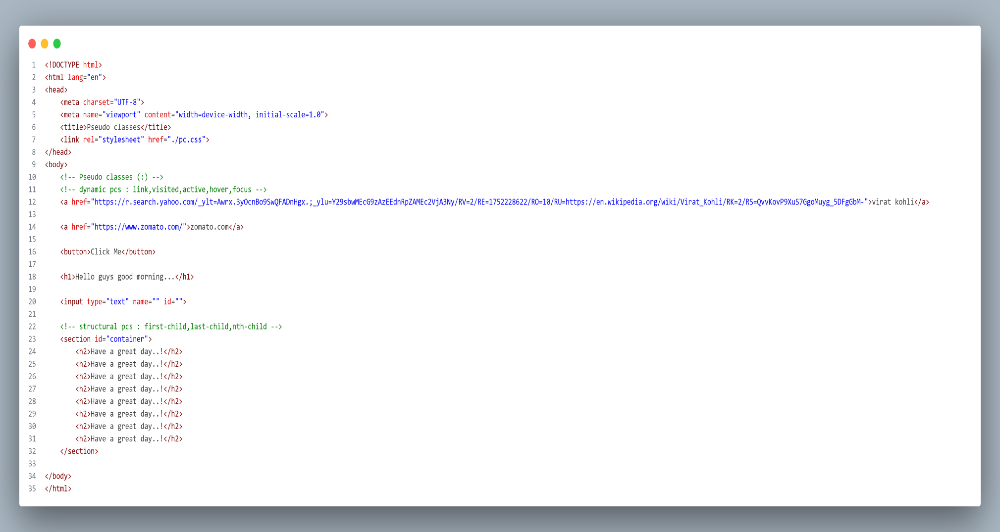 1 <!DOCTYPE html>
2 <html lang="en">
3 <head>
4     <meta charset="UTF-8">
5     <meta name="viewport" content="width=device-width, initial-scale=1.0">
6     <title>Pseudo classes</title>
7     <link rel="stylesheet" href="./pc.css">
8 </head>
9 <body>
10     <!-- Pseudo classes (:) -->
11     <!-- dynamic pcs : link,visited,active,hover,focus -->
12     <a href="https://r.search.yahoo.com/_ylt=Awrx.3yOcnBo9SwQFADnHgx.;_ylu=Y29sbwMEcG9zAzEEdnRpZAMEc2VjA3Ny/RV=2/RE=1752228622/RO=10/RU=https://en.wikipedia.org/wiki/Virat_Kohli/RK=2/RS=QvvKovP9XuS7GgoMuyg_5DFgGbM-">virat kohli</a>
13
14     <a href="https://www.zomato.com/">zomato.com</a>
15
16     <button>Click Me</button>
17
18     <h1>Hello guys good morning...</h1>
19
20     <input type="text" name="" id="">
21
22     <!-- structural pcs : first-child,last-child,nth-child -->
23     <section id="container">
24         <h2>Have a great day..!</h2>
25         <h2>Have a great day..!</h2>
26         <h2>Have a great day..!</h2>
27         <h2>Have a great day..!</h2>
28         <h2>Have a great day..!</h2>
29         <h2>Have a great day..!</h2>
30         <h2>Have a great day..!</h2>
31         <h2>Have a great day..!</h2>
32     </section>
33
34 </body>
35 </html>